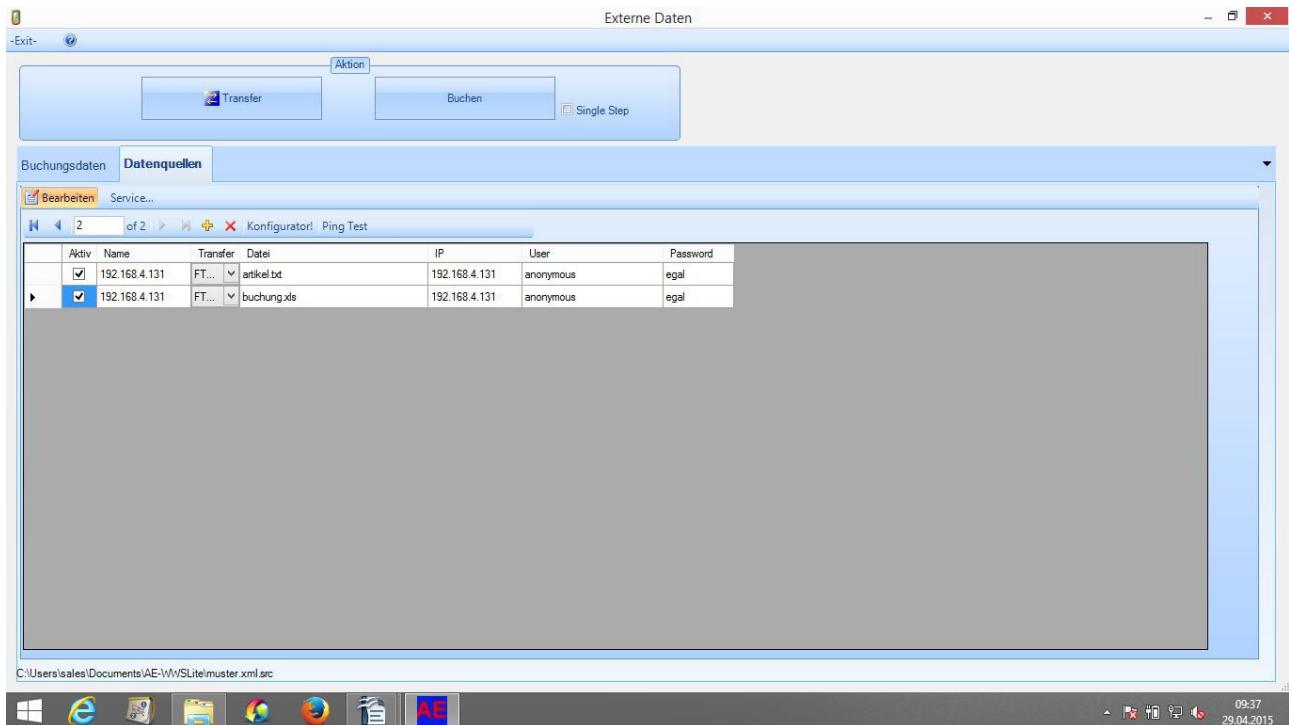 Externe Daten
-Exit-
Aktion
Transfer
Buchen
Single Step
Buchungsdaten Datenquellen
Bearbeiten Service...
2 of 2 Konfigurator! Ping Test
Aktiv Name Transfer Datei IP User Password
192.168.4.131 FT... artikel.txt 192.168.4.131 anonymous egal
192.168.4.131 FT... buchung.xls 192.168.4.131 anonymous egal
C:\Users\sales\Documents\AE-WWSLite\muster.xml.src
AE
09:37
29.04.2015